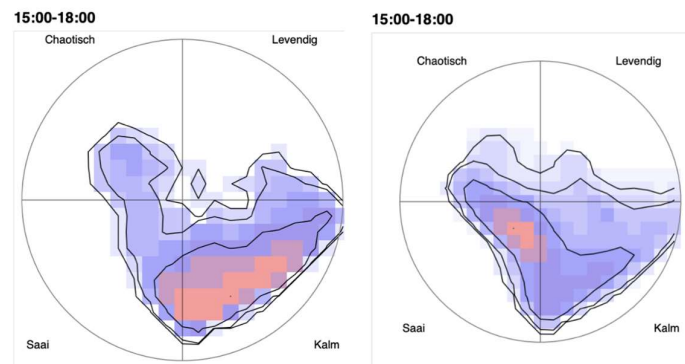 15:00-18:00
Chaotisch
Levendig
Saai
Kalm
15:00-18:00
Chaotisch
Levendig
Saai
Kalm